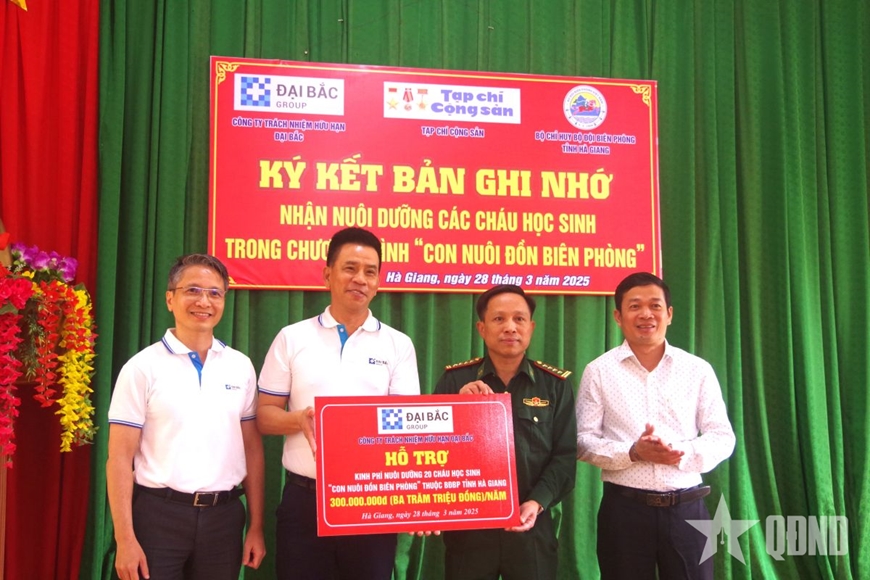 ĐẠI BẮC
GROUP
CÔNG TY TRÁCH NHIỆM HỮU HẠN
ĐẠI BẮC
Tạp chí
Cộng sản
TẠP CHÍ CỘNG SẢN
BỘ CHỈ HUY BỘ ĐỘI BIÊN PHÒNG
TỈNH HÀ GIANG
KÝ KẾT BẢN GHI NHỚ
NHẬN NUÔI DƯỠNG CÁC CHÁU HỌC SINH
TRONG CHƯƠ ÌNH “CON NUÔI ĐỒN BIÊN PHÒNG”
Hà Giang, ngày 28 tháng 3 năm 2025
ĐẠI BẮC
GROUP
CÔNG TY TRÁCH NHIỆM HỮU HẠN ĐẠI BẮC
HỖ TRỢ
KINH PHÍ NUÔI DƯỠNG 20 CHÁU HỌC SINH
“CON NUÔI ĐỒN BIÊN PHÒNG” THUỘC BĐBP TỈNH HÀ GIANG
300.000.000đ (BA TRĂM TRIỆU ĐỒNG)/NĂM
Hà Giang, ngày 28 tháng 3 năm 2025
QĐND